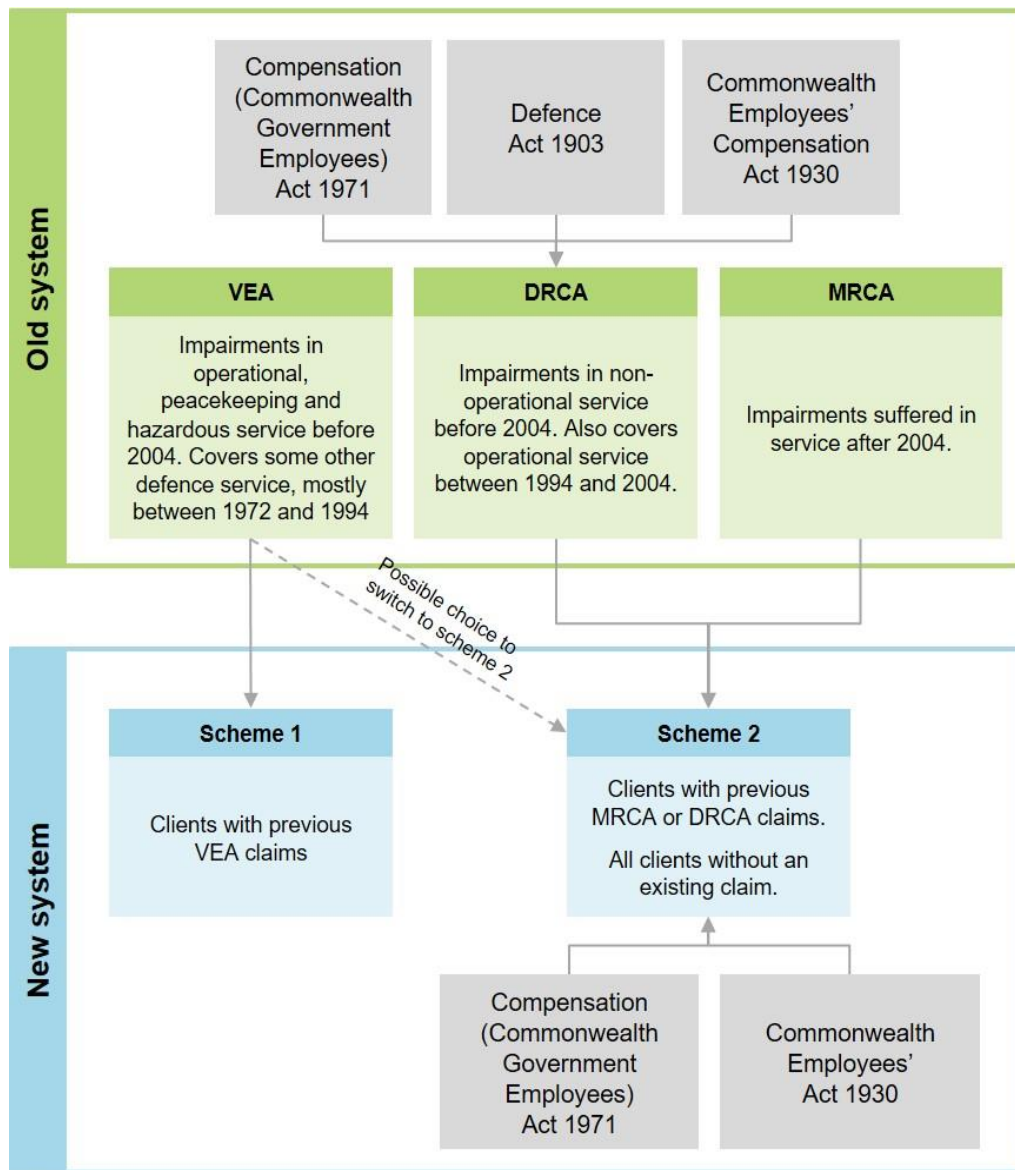 Old system
Compensation
(Commonwealth
Government
Employees)
Act 1971
Defence
Act 1903
Commonwealth
Employees’
Compensation
Act 1930
VEA
Impairments in
operational,
peacekeeping and
hazardous service before
2004. Covers some other
defence service, mostly
between 1972 and 1994
DRCA
Impairments in non-
operational service
before 2004. Also covers
operational service
between 1994 and 2004.
MRCA
Impairments suffered in
service after 2004.
Possible choice to
switch to scheme 2
New system
Scheme 1
Clients with previous
VEA claims
Scheme 2
Clients with previous
MRCA or DRCA claims.
All clients without an
existing claim.
Compensation
(Commonwealth
Government
Employees)
Act 1971
Commonwealth
Employees’
Act 1930